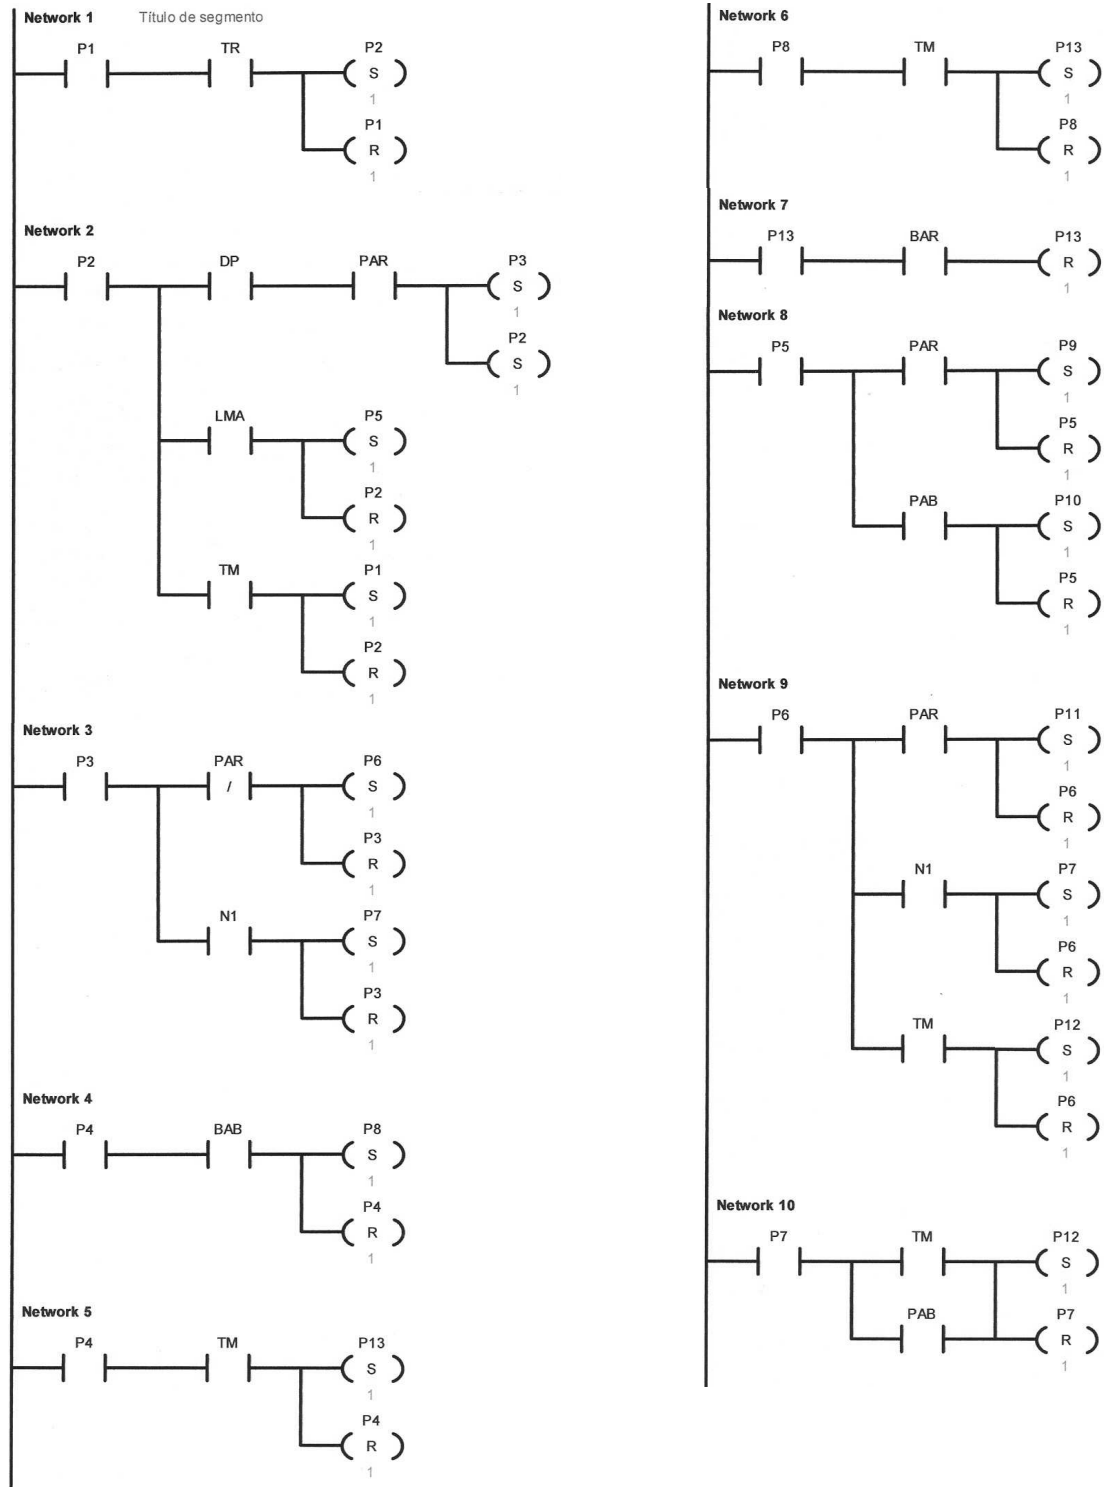 Network 1 Título de segmento
P1 TR P2
S
1
P1
R
1
Network 2
P2 DP PAR P3
S
1
P2
S
1
LMA P5
S
1
P2
R
1
TM P1
S
1
P2
R
1
Network 3
P3 PAR P6
/ S
1
P3
R
1
N1 P7
S
1
P3
R
1
Network 4
P4 BAB P8
S
1
P4
R
1
Network 5
P4 TM P13
S
1
P4
R
1
Network 6
P8 TM P13
S
1
P8
R
1
Network 7
P13 BAR P13
R
1
Network 8
P5 PAR P9
S
1
P5
R
1
PAB P10
S
1
P5
R
1
Network 9
P6 PAR P11
S
1
P6
R
1
N1 P7
S
1
P6
R
1
TM P12
S
1
P6
R
1
Network 10
P7 TM P12
S
1
PAB P7
R
1